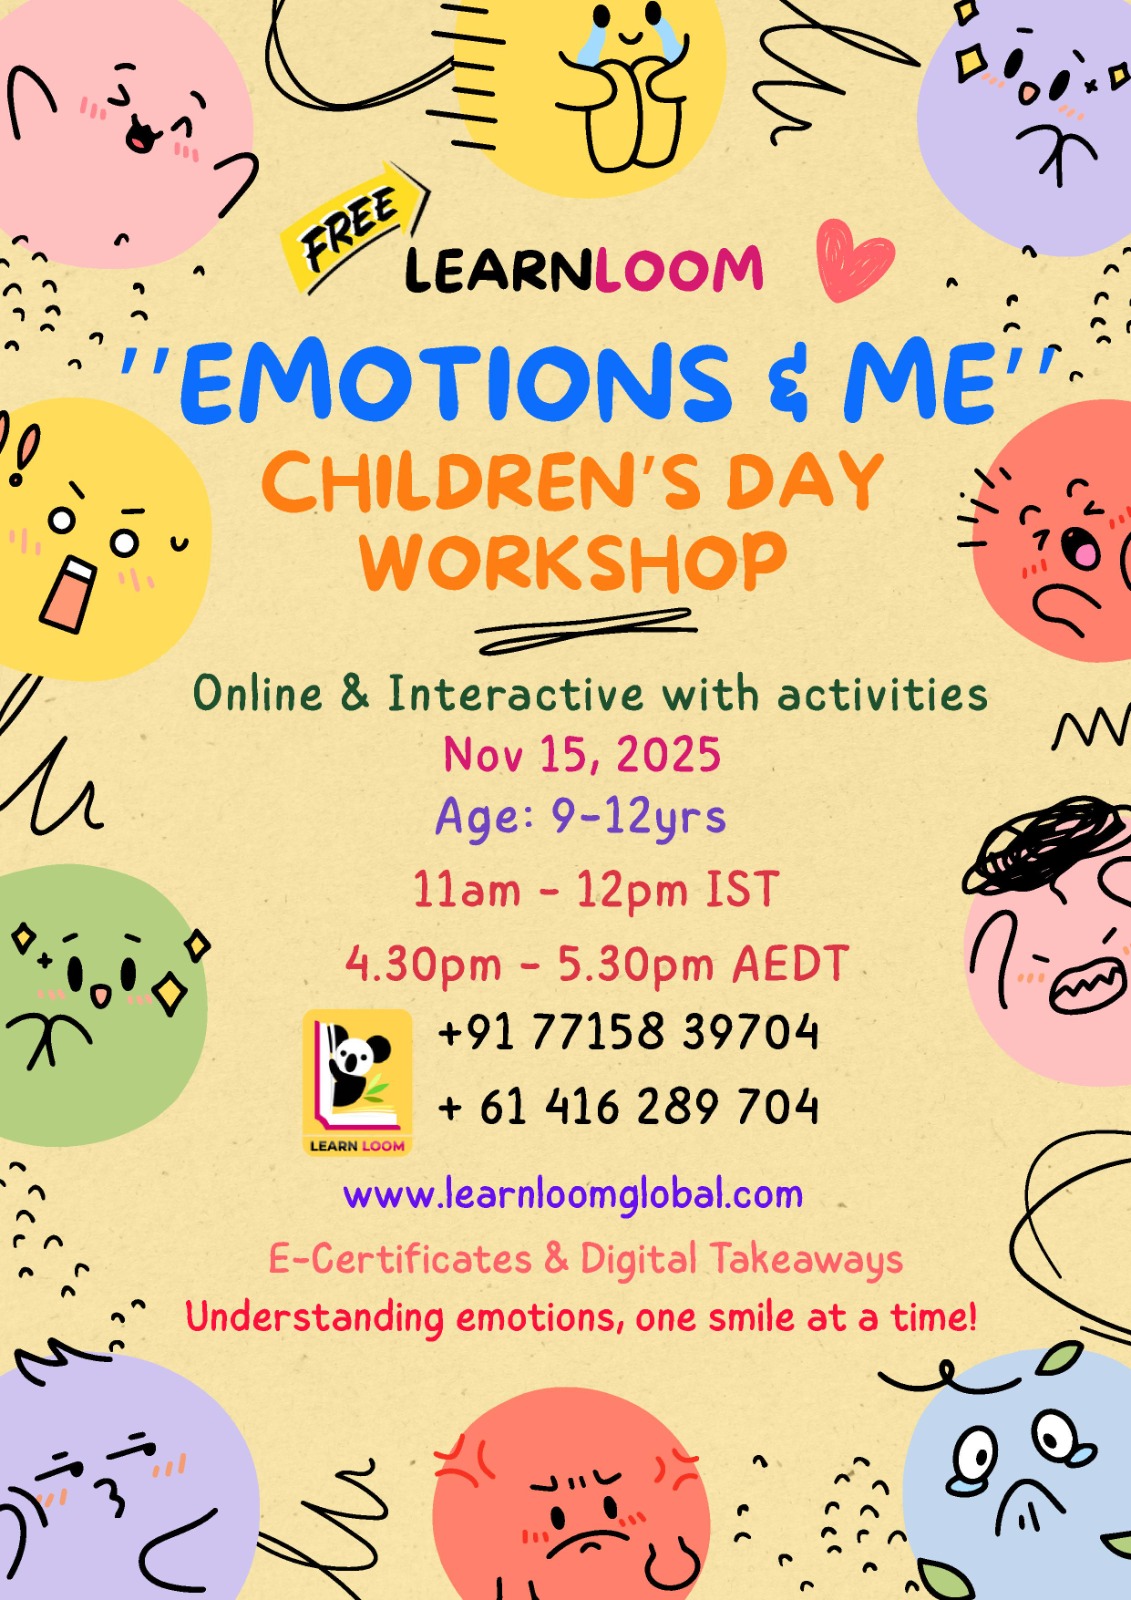 FREE
LEARNLOOM
''EMOTIONS & ME''
CHILDREN'S DAY
WORKSHOP
Online & Interactive with activities
Nov 15, 2025
Age: 9-12yrs
11am - 12pm IST
4.30pm - 5.30pm AEDT
+91 77158 39704
+ 61 416 289 704
LEARN LOOM
www.learnloomglobal.com
E-Certificates & Digital Takeaways
Understanding emotions, one smile at a time!